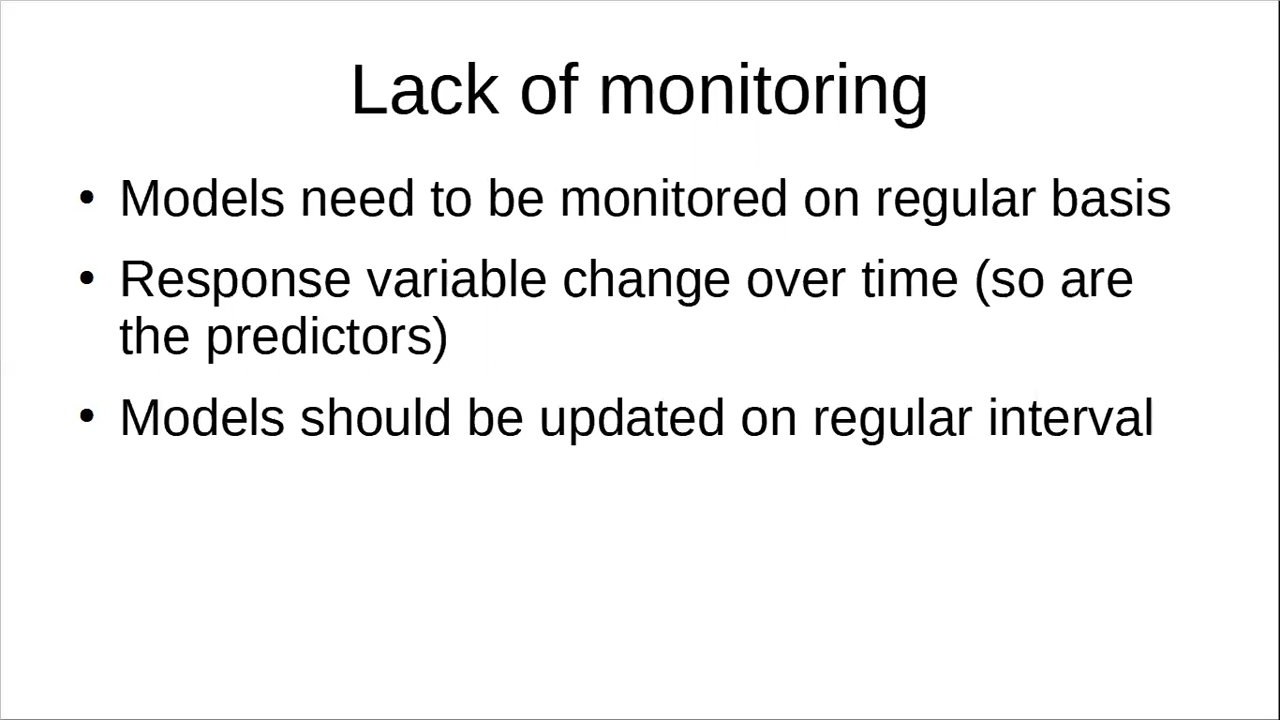 Lack of monitoring
• Models need to be monitored on regular basis
• Response variable change over time (so are
the predictors)
• Models should be updated on regular interval